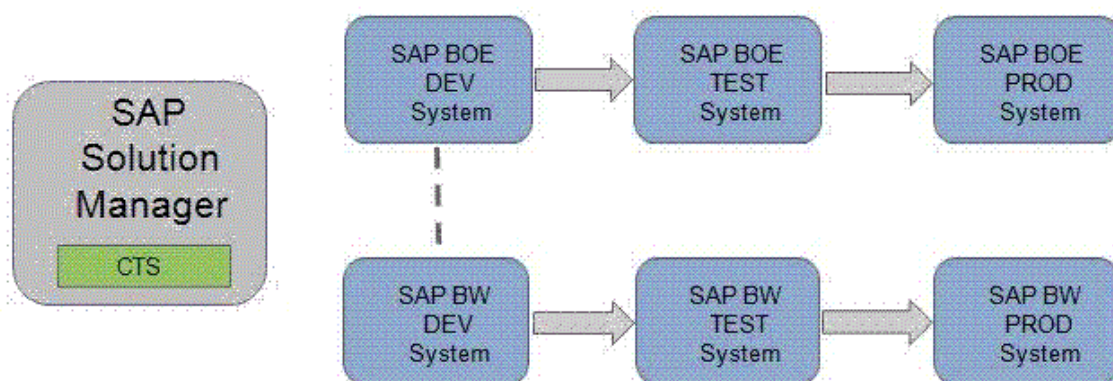 SAP
Solution
Manager
CTS
SAP BOE
DEV
System
SAP BOE
TEST
System
SAP BOE
PROD
System
SAP BW
DEV
System
SAP BW
TEST
System
SAP BW
PROD
System